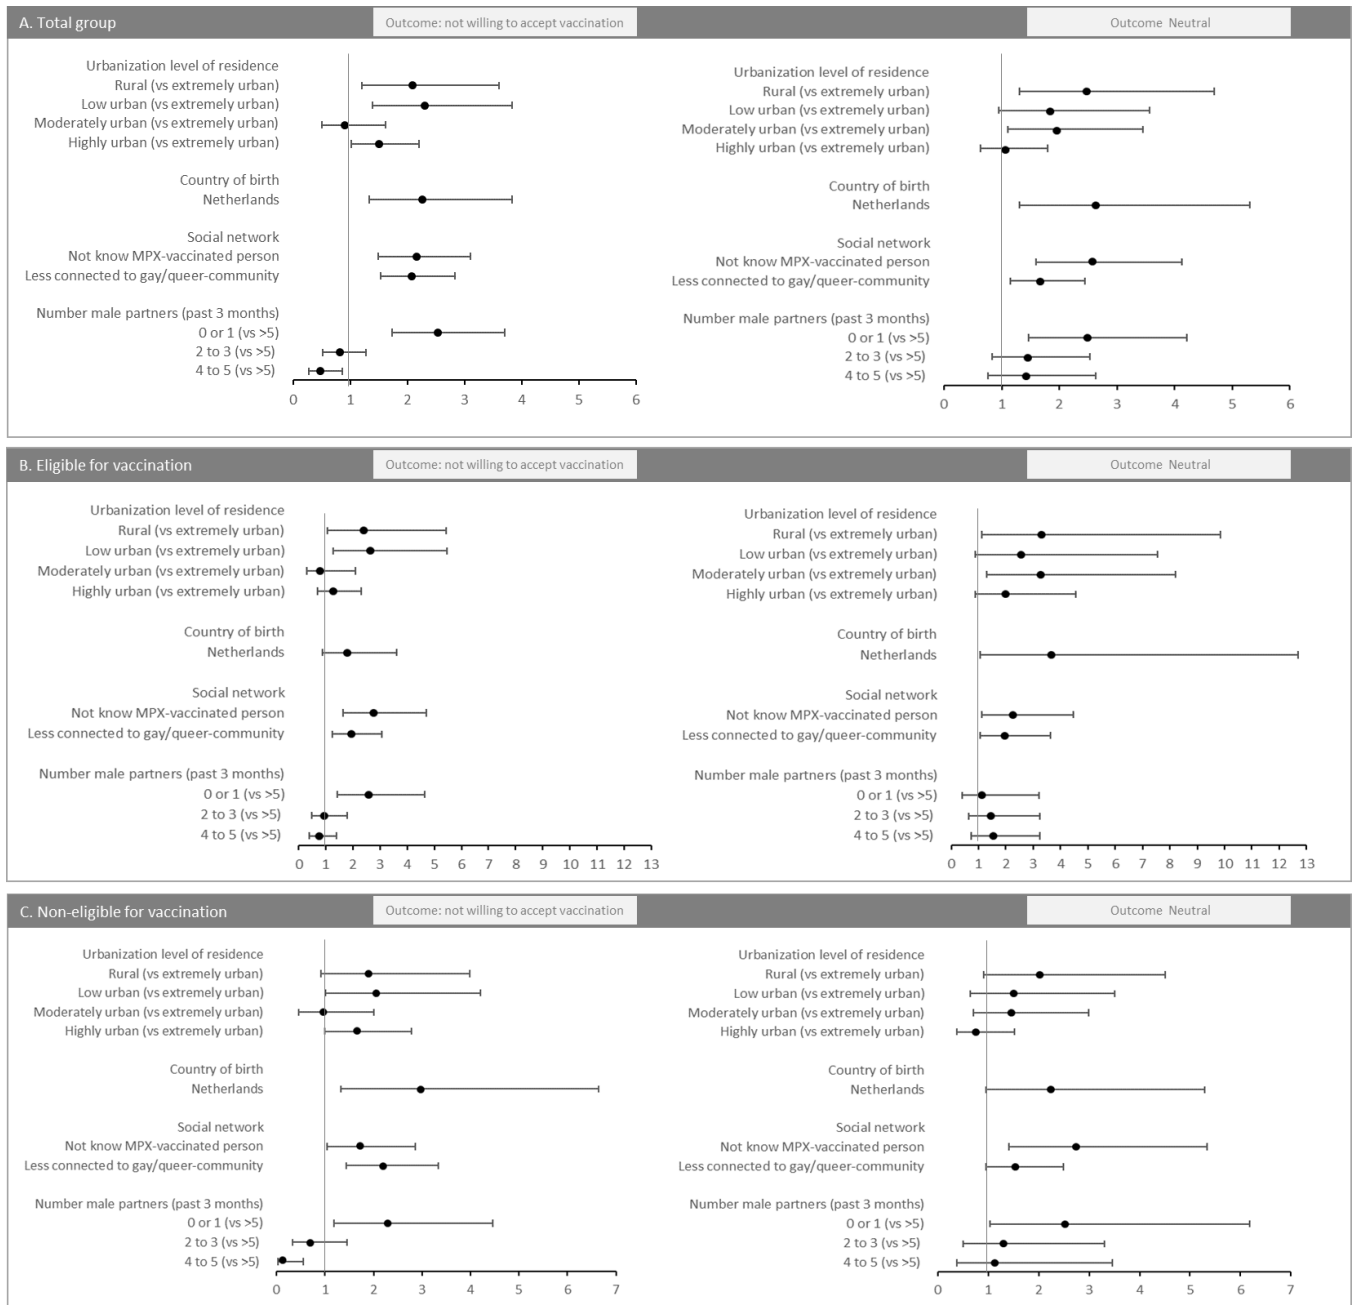 A. Total group
Outcome: not willing to accept vaccination
Outcome Neutral
Urbanization level of residence
Rural (vs extremely urban)
Low urban (vs extremely urban)
Moderately urban (vs extremely urban)
Highly urban (vs extremely urban)
Country of birth
Netherlands
Social network
Not know MPX-vaccinated person
Less connected to gay/queer-community
Number male partners (past 3 months)
0 or 1 (vs >5)
2 to 3 (vs >5)
4 to 5 (vs >5)
0 1 2 3 4 5 6
Urbanization level of residence
Rural (vs extremely urban)
Low urban (vs extremely urban)
Moderately urban (vs extremely urban)
Highly urban (vs extremely urban)
Country of birth
Netherlands
Social network
Not know MPX-vaccinated person
Less connected to gay/queer-community
Number male partners (past 3 months)
0 or 1 (vs >5)
2 to 3 (vs >5)
4 to 5 (vs >5)
0 1 2 3 4 5 6
B. Eligible for vaccination
Outcome: not willing to accept vaccination
Outcome Neutral
Urbanization level of residence
Rural (vs extremely urban)
Low urban (vs extremely urban)
Moderately urban (vs extremely urban)
Highly urban (vs extremely urban)
Country of birth
Netherlands
Social network
Not know MPX-vaccinated person
Less connected to gay/queer-community
Number male partners (past 3 months)
0 or 1 (vs >5)
2 to 3 (vs >5)
4 to 5 (vs >5)
0 1 2 3 4 5 6 7 8 9 10 11 12 13
Urbanization level of residence
Rural (vs extremely urban)
Low urban (vs extremely urban)
Moderately urban (vs extremely urban)
Highly urban (vs extremely urban)
Country of birth
Netherlands
Social network
Not know MPX-vaccinated person
Less connected to gay/queer-community
Number male partners (past 3 months)
0 or 1 (vs >5)
2 to 3 (vs >5)
4 to 5 (vs >5)
0 1 2 3 4 5 6 7 8 9 10 11 12 13
C. Non-eligible for vaccination
Outcome: not willing to accept vaccination
Outcome Neutral
Urbanization level of residence
Rural (vs extremely urban)
Low urban (vs extremely urban)
Moderately urban (vs extremely urban)
Highly urban (vs extremely urban)
Country of birth
Netherlands
Social network
Not know MPX-vaccinated person
Less connected to gay/queer-community
Number male partners (past 3 months)
0 or 1 (vs >5)
2 to 3 (vs >5)
4 to 5 (vs >5)
0 1 2 3 4 5 6 7
Urbanization level of residence
Rural (vs extremely urban)
Low urban (vs extremely urban)
Moderately urban (vs extremely urban)
Highly urban (vs extremely urban)
Country of birth
Netherlands
Social network
Not know MPX-vaccinated person
Less connected to gay/queer-community
Number male partners (past 3 months)
0 or 1 (vs >5)
2 to 3 (vs >5)
4 to 5 (vs >5)
0 1 2 3 4 5 6 7